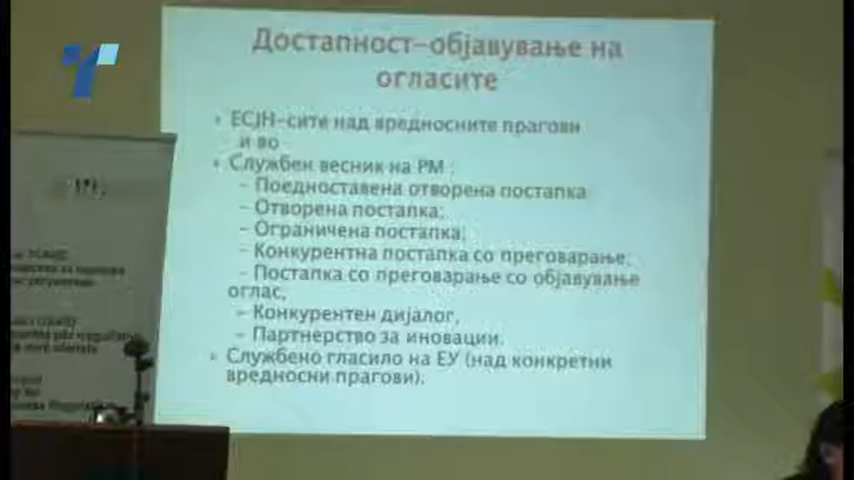 Достапност-објавување на
огласите
ЕСЈН-сите над вредносните прагови
и во
Службен весник на РМ :
- Поедноставена отворена постапка
- Отворена постапка;
- Ограничена постапка;
- Конкурентна постапка со преговарање;
- Постапка со преговарање со објавување
оглас,
- Конкурентен дијалог,
- Партнерство за иновации.
Службено гласило на ЕУ (над конкретни
вредносни прагови).